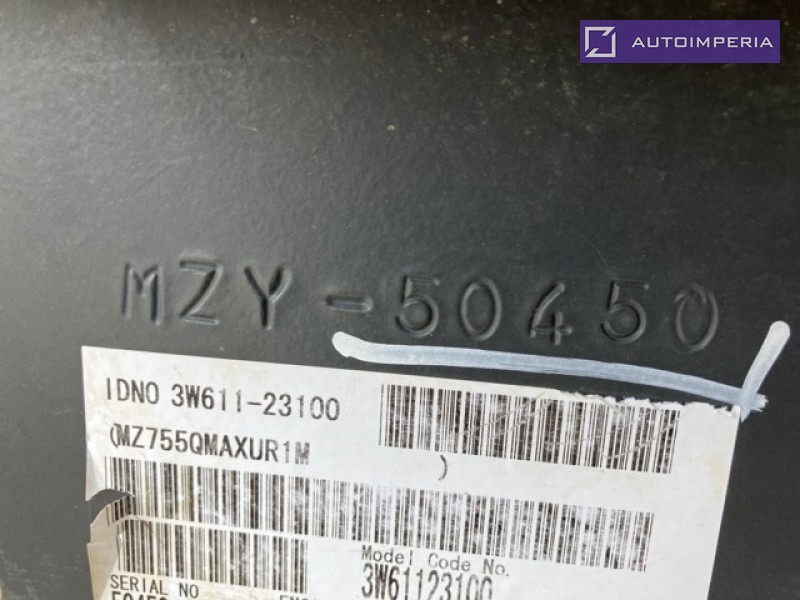 AUTOIMPERIA
MZY-50450
IDNO 3W611-23100
(MZ755QMAXUR1M )
Model Code No.
3W61123100
SERIAL NO